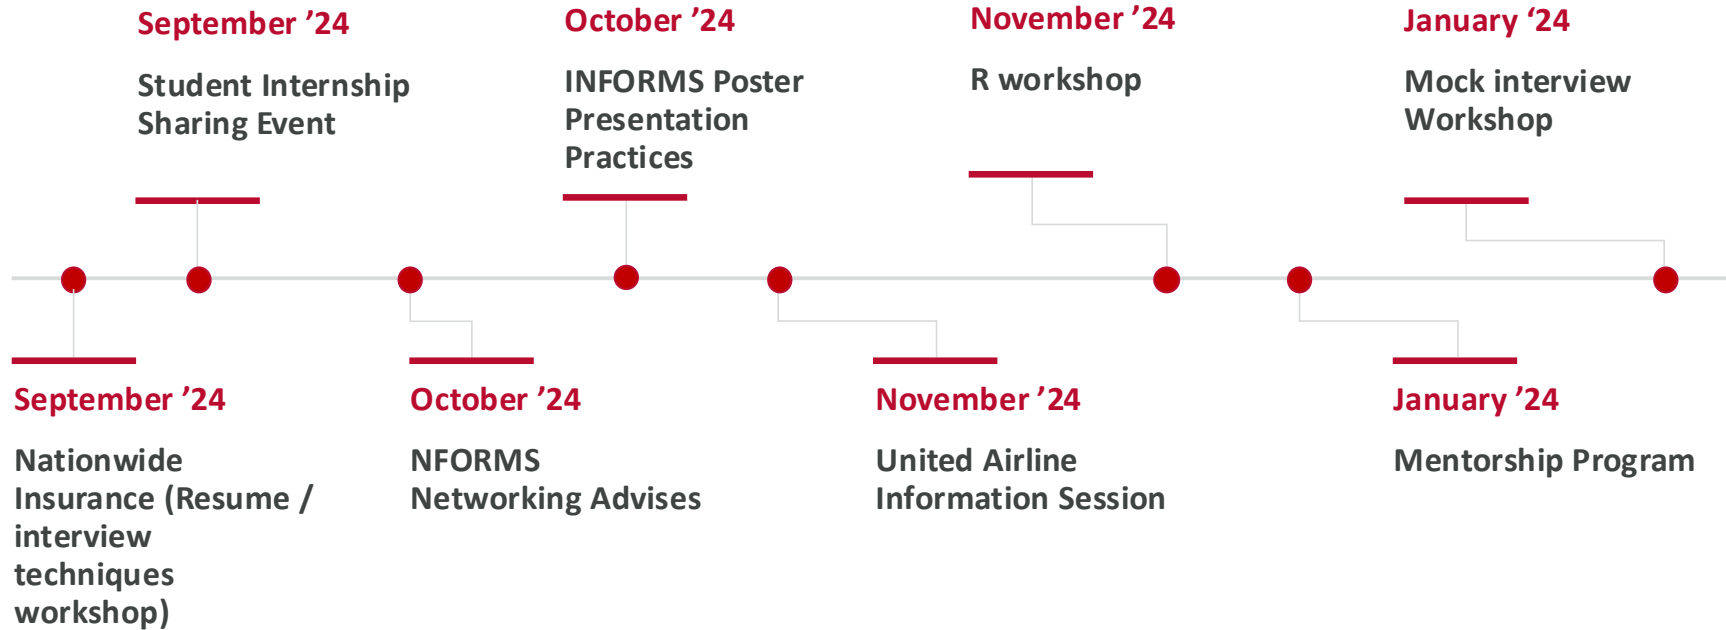 September ’24
Student Internship
Sharing Event
October ’24
INFORMS Poster
Presentation
Practices
November ’24
R workshop
January ‘24
Mock interview
Workshop
September ’24
Nationwide
Insurance (Resume /
interview
techniques
workshop)
October ’24
NFORMS
Networking Advises
November ’24
United Airline
Information Session
January ’24
Mentorship Program